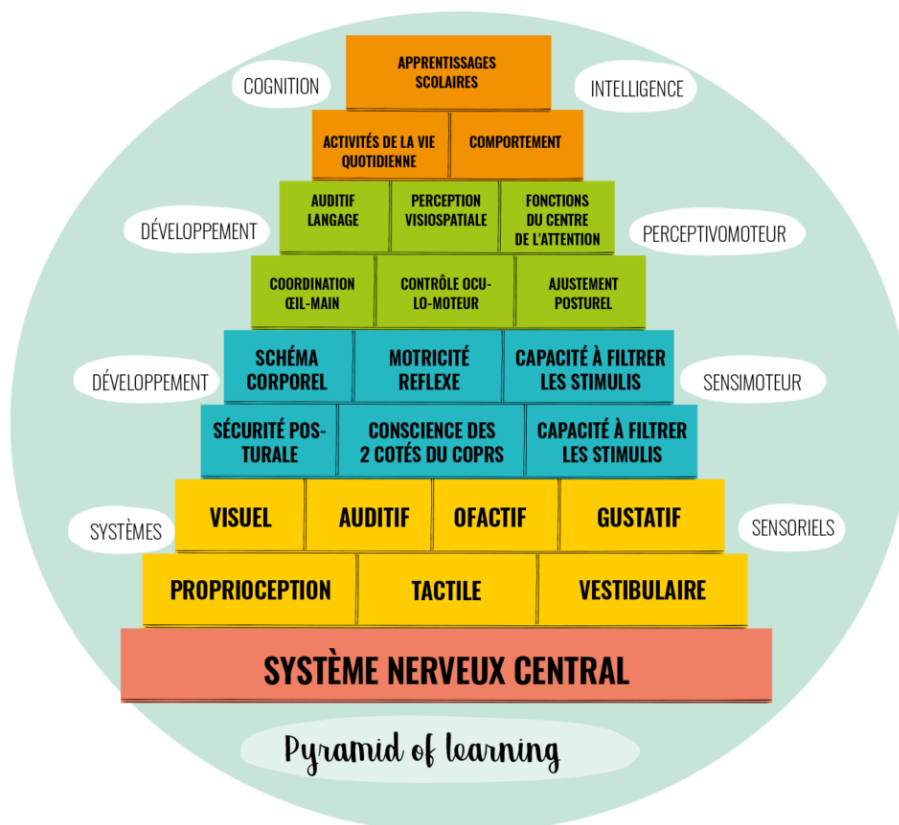 APPRENTISSAGES
SCOLAIRES
COGNITION
INTELLIGENCE
ACTIVITÉS DE LA VIE
QUOTIDIENNE
COMPORTEMENT
AUDITIF
LANGAGE
PERCEPTION
VISIOSPATIALE
FONCTIONS
DU CENTRE
DE L'ATTENTION
DÉVELOPPEMENT
PERCEPTIVOMOTEUR
COORDINATION
ŒIL-MAIN
CONTRÔLE OCU-
LO-MOTEUR
AJUSTEMENT
POSTUREL
SCHÉMA
CORPOREL
MOTRICITÉ
REFLEXE
CAPACITÉ À FILTRER
LES STIMULIS
DÉVELOPPEMENT
SENSIMOTEUR
SÉCURITÉ POS-
TURALE
CONSCIENCE DES
2 COTÉS DU COPRS
CAPACITÉ À FILTRER
LES STIMULIS
VISUEL
AUDITIF
OFACTIF
GUSTATIF
SYSTÈMES
SENSORIELS
PROPRIOCEPTION
TACTILE
VESTIBULAIRE
SYSTÈME NERVEUX CENTRAL
Pyramid of learning